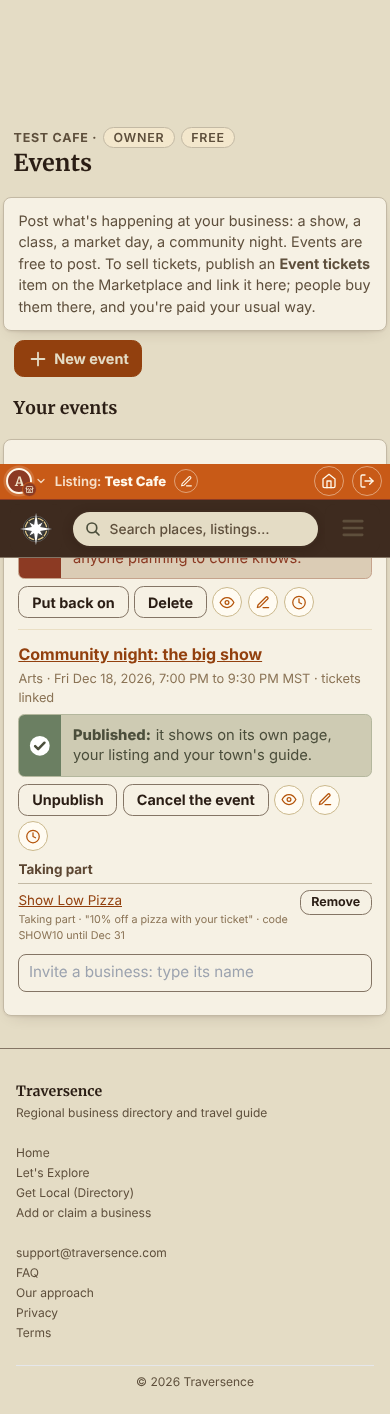 TEST CAFE · OWNER FREE
Events
Post what's happening at your business: a show, a
class, a market day, a community night. Events are
free to post. To sell tickets, publish an Event tickets
item on the Marketplace and link it here; people buy
them there, and you're paid your usual way.
New event
Your events
A Listing: Test Cafe
Search places, listings...
anyone planning to come knows.
Put back on Delete
Community night: the big show
Arts · Fri Dec 18, 2026, 7:00 PM to 9:30 PM MST · tickets
linked
Published: it shows on its own page,
your listing and your town's guide.
Unpublish Cancel the event
Taking part
Show Low Pizza Remove
Taking part · "10% off a pizza with your ticket" · code
SHOW10 until Dec 31
Invite a business: type its name
Traversence
Regional business directory and travel guide
Home
Let's Explore
Get Local (Directory)
Add or claim a business
support@traversence.com
FAQ
Our approach
Privacy
Terms
© 2026 Traversence